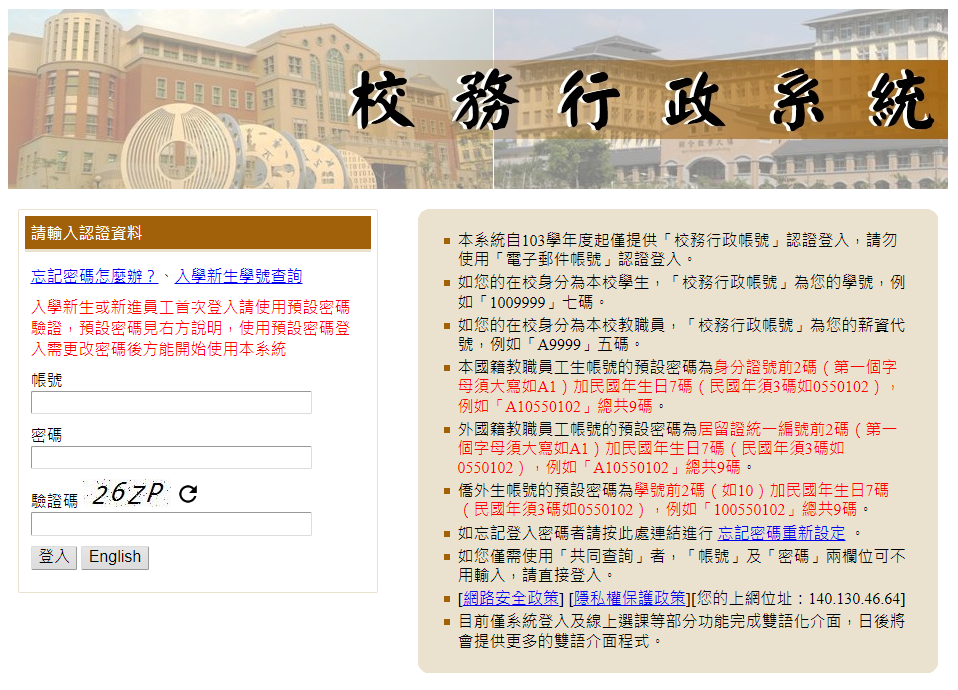 校務行政系統
請輸入認證資料
忘記密碼怎麼辦？、入學新生學號查詢
入學新生或新進員工首次登入請使用預設密碼
驗證，預設密碼見右方說明，使用預設密碼登
入需更改密碼後方能開始使用本系統
帳號
密碼
驗證碼 26ZP
登入 English
本系統自103學年度起僅提供「校務行政帳號」認證登入，請勿
使用「電子郵件帳號」認證登入。
如您的在校身分為本校學生，「校務行政帳號」為您的學號，例
如「1009999」七碼。
如您的在校身分為本校教職員，「校務行政帳號」為您的薪資代
號，例如「A9999」五碼。
本國籍教職員工生帳號的預設密碼為身分證號前2碼（第一個字
母須大寫如A1）加民國年生日7碼（民國年須3碼如0550102），
例如「A10550102」總共9碼。
外國籍教職員工帳號的預設密碼為居留證統一編號前2碼（第一
個字母須大寫如A1）加民國年生日7碼（民國年須3碼如
0550102），例如「A10550102」總共9碼。
僑外生帳號的預設密碼為學號前2碼（如10）加民國年生日7碼
（民國年須3碼如0550102），例如「100550102」總共9碼。
如忘記登入密碼者請按此處連結進行 忘記密碼重新設定 。
如您僅需使用「共同查詢」者，「帳號」及「密碼」兩欄位可不
用輸入，請直接登入。
[網路安全政策] [隱私權保護政策][您的上網位址：140.130.46.64]
目前僅系統登入及線上選課等部分功能完成雙語化介面，日後將
會提供更多的雙語介面程式。